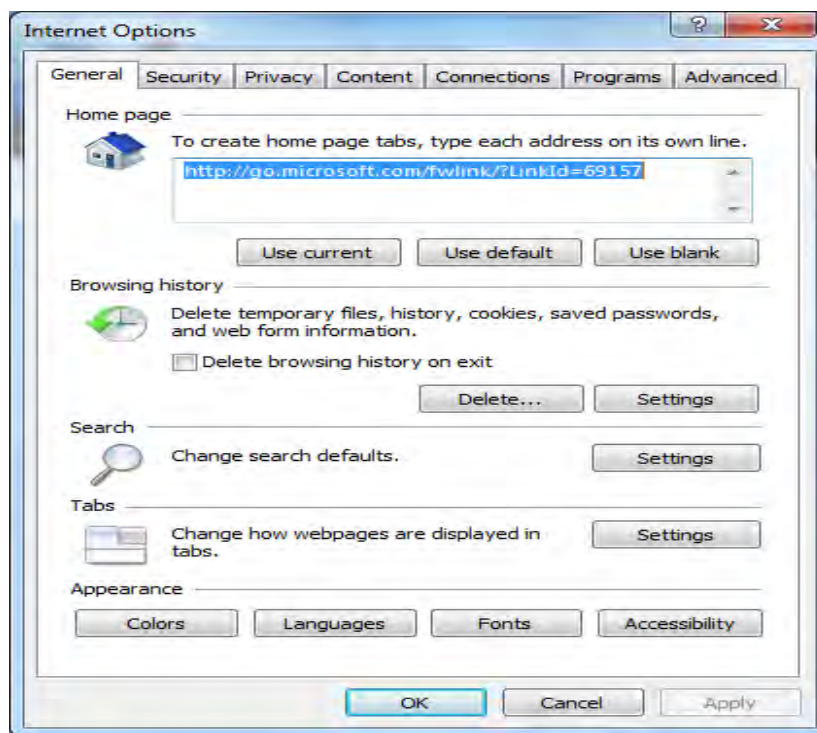 Internet Options
General Security Privacy Content Connections Programs Advanced
Home page
To create home page tabs, type each address on its own line.
http://go.microsoft.com/fwlink/?LinkId=69157
Use current Use default Use blank
Browsing history
Delete temporary files, history, cookies, saved passwords,
and web form information.
Delete browsing history on exit
Delete... Settings
Search
Change search defaults.
Settings
Tabs
Change how webpages are displayed in
tabs.
Settings
Appearance
Colors Languages Fonts Accessibility
OK Cancel Apply